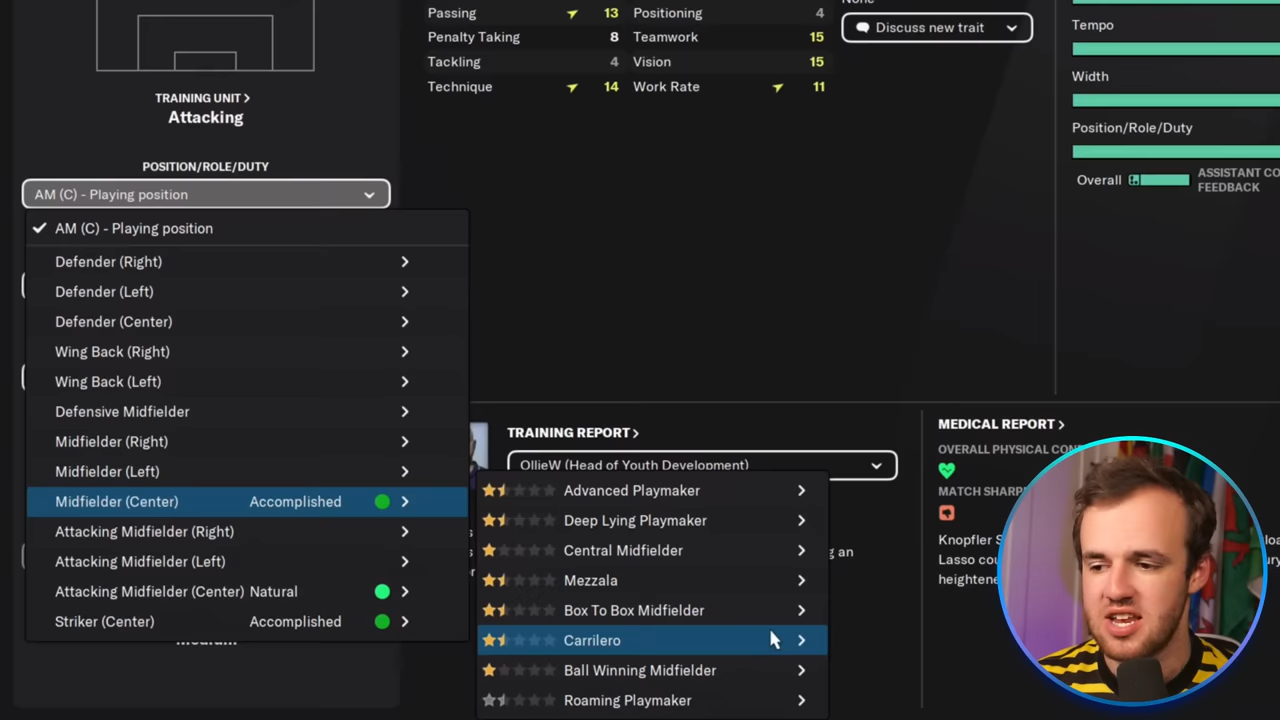 Passing 13 Positioning 4
Penalty Taking 8 Teamwork 15
Tackling 4 Vision 15
Technique 14 Work Rate 11
Discuss new trait
Tempo
Width
Position/Role/Duty
Overall ASSISTANT CO
FEEDBACK
TRAINING UNIT
Attacking
POSITION/ROLE/DUTY
AM (C) - Playing position
AM (C) - Playing position
Defender (Right)
Defender (Left)
Defender (Center)
Wing Back (Right)
Wing Back (Left)
Defensive Midfielder
Midfielder (Right)
Midfielder (Left)
Midfielder (Center) Accomplished
Attacking Midfielder (Right)
Attacking Midfielder (Left)
Attacking Midfielder (Center) Natural
Striker (Center) Accomplished
TRAINING REPORT
OllieW (Head of Youth Development)
Advanced Playmaker
Deep Lying Playmaker
Central Midfielder
Mezzala
Box To Box Midfielder
Carrilero
Ball Winning Midfielder
Roaming Playmaker
MEDICAL REPORT
OVERALL PHYSICAL CON
MATCH SHARP
Knopfler S
Lasso cou
heightene